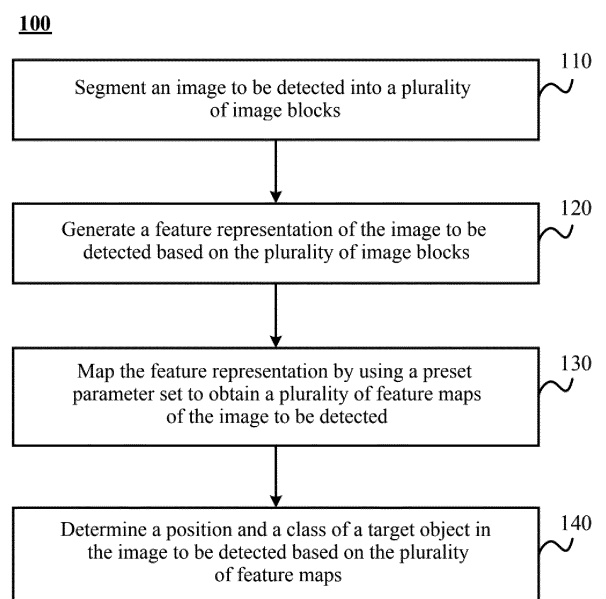 100
110
Segment an image to be detected into a plurality
of image blocks
120
Generate a feature representation of the image to be
detected based on the plurality of image blocks
130
Map the feature representation by using a preset
parameter set to obtain a plurality of feature maps
of the image to be detected
140
Determine a position and a class of a target object in
the image to be detected based on the plurality
of feature maps